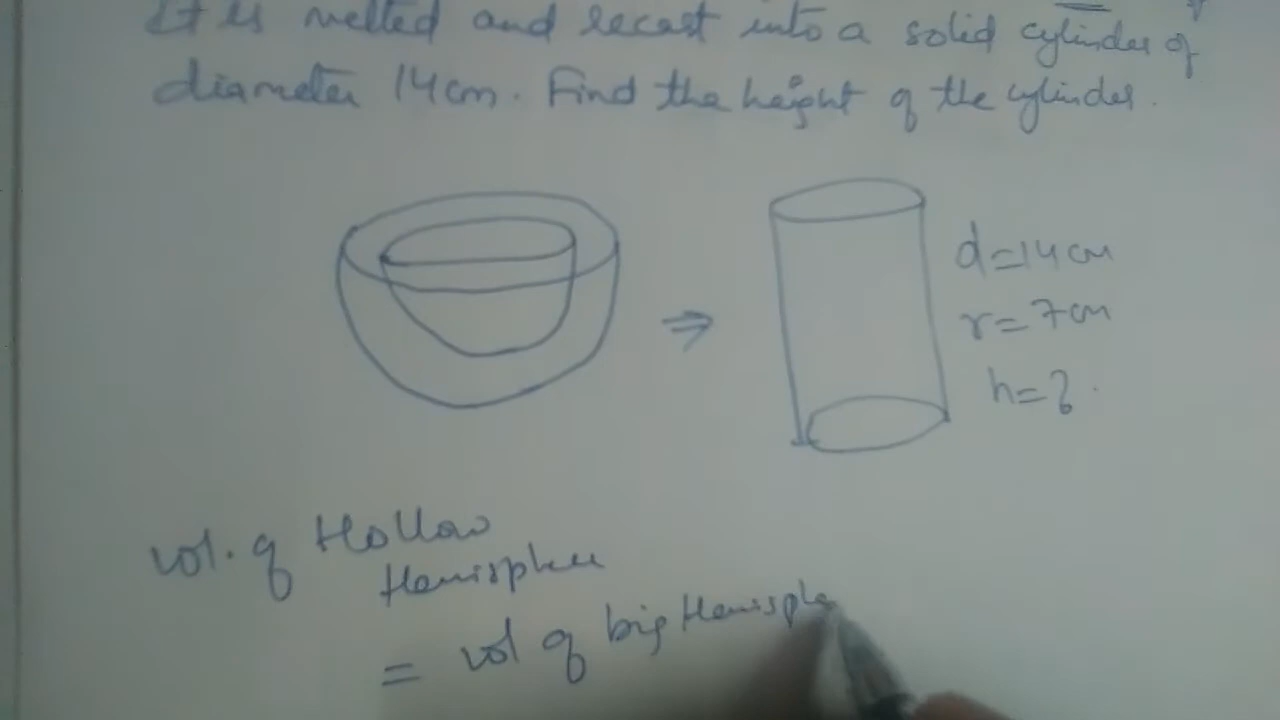 It is melted and recast into a solid cylinder of
diameter 14cm. Find the height of the cylinder.
d=14cm
⇒
r=7cm
h=?
vol. of Hollow
Hemisphere
= vol of big Hemisphe